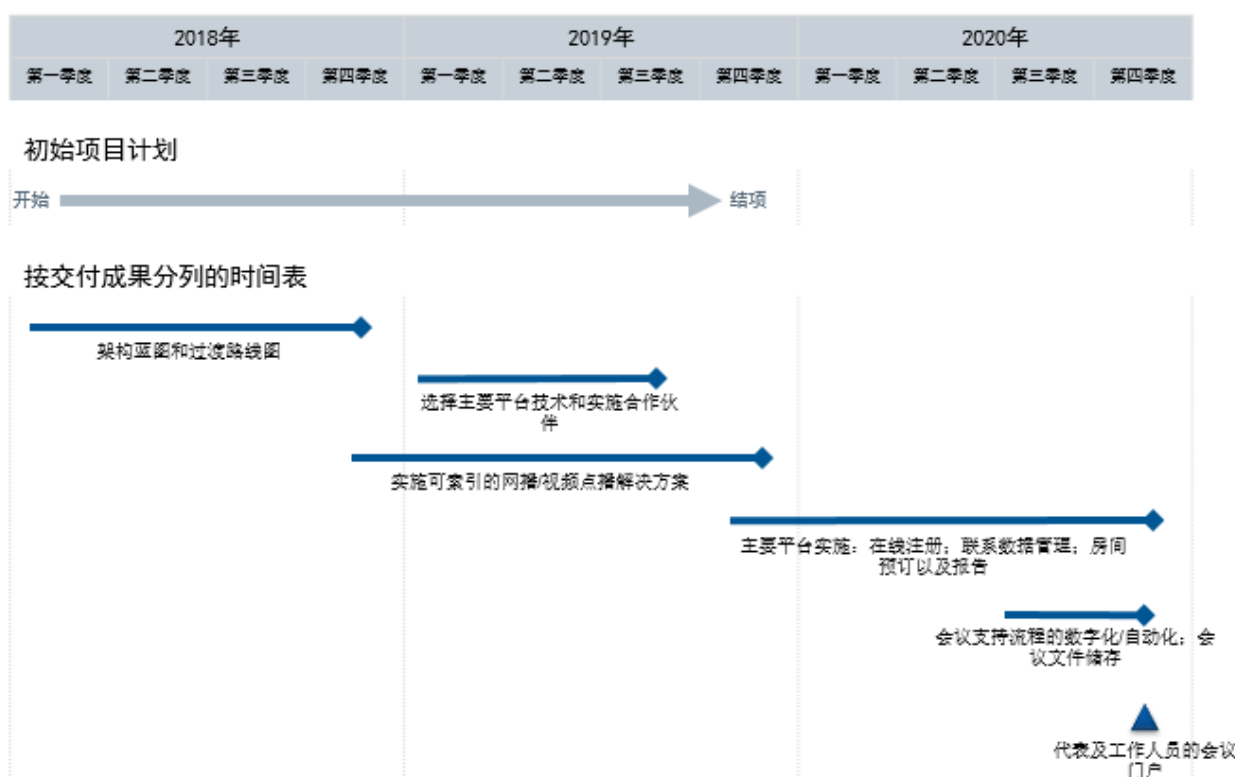 2018年 2019年 2020年
第一季度 第二季度 第三季度 第四季度 第一季度 第二季度 第三季度 第四季度 第一季度 第二季度 第三季度 第四季度
初始项目计划
开始 结项
按交付成果分列的时间表
架构蓝图和过渡路线图
选择主要平台技术和实施合作伙
伴
实施可索引的网播/视频点播解决方案
主要平台实施：在线注册；联系数据管理；房间
预订以及报告
会议支持流程的数字化/自动化；会
议文件储存
代表及工作人员的会议
门户